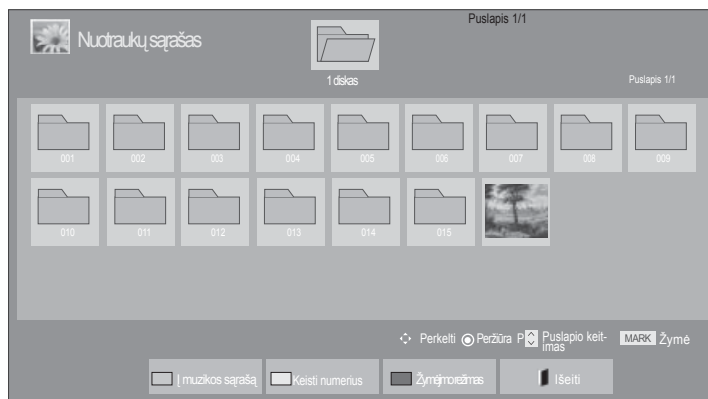 Puslapis 1/1
Nuotraukų sąrašas
1 diskas
Puslapis 1/1
001 002 003 004 005 006 007 008 009
010 011 012 013 014 015
Perkelti Peržiūra P Puslapio keit-
imas MARK Žymė
Į muzikos sąrašą Keisti numerius Žymėjimo režimas Išeiti